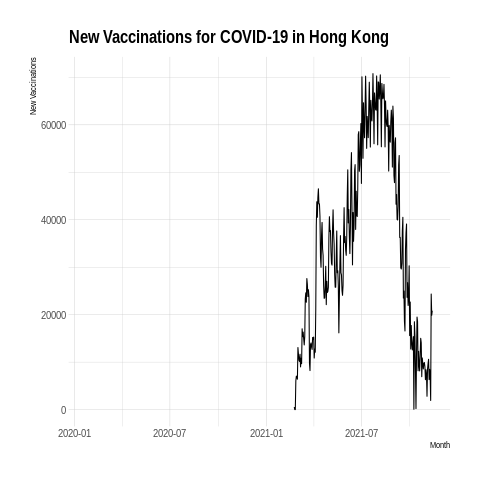 New Vaccinations for COVID-19 in Hong Kong
New Vaccinations
60000
40000
20000
0
2020-01 2020-07 2021-01 2021-07
Month